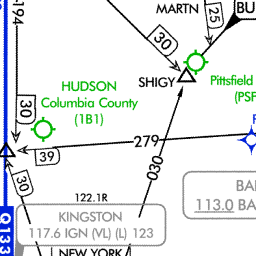 MARTN
25
BU
194
30
SHIGY
30
HUDSON
Columbia County
(1B1)
Pittsfield
(PSF
279
39
030
30
122.1R
KINGSTON
117.6 IGN (VL) (L) 123
BAI
113.0 BA
Q133
NEW YORK